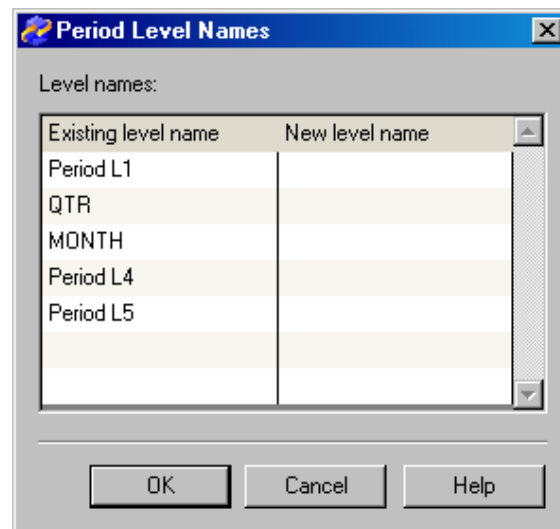 Period Level Names
Level names:
Existing level name New level name
Period L1
QTR
MONTH
Period L4
Period L5
OK Cancel Help